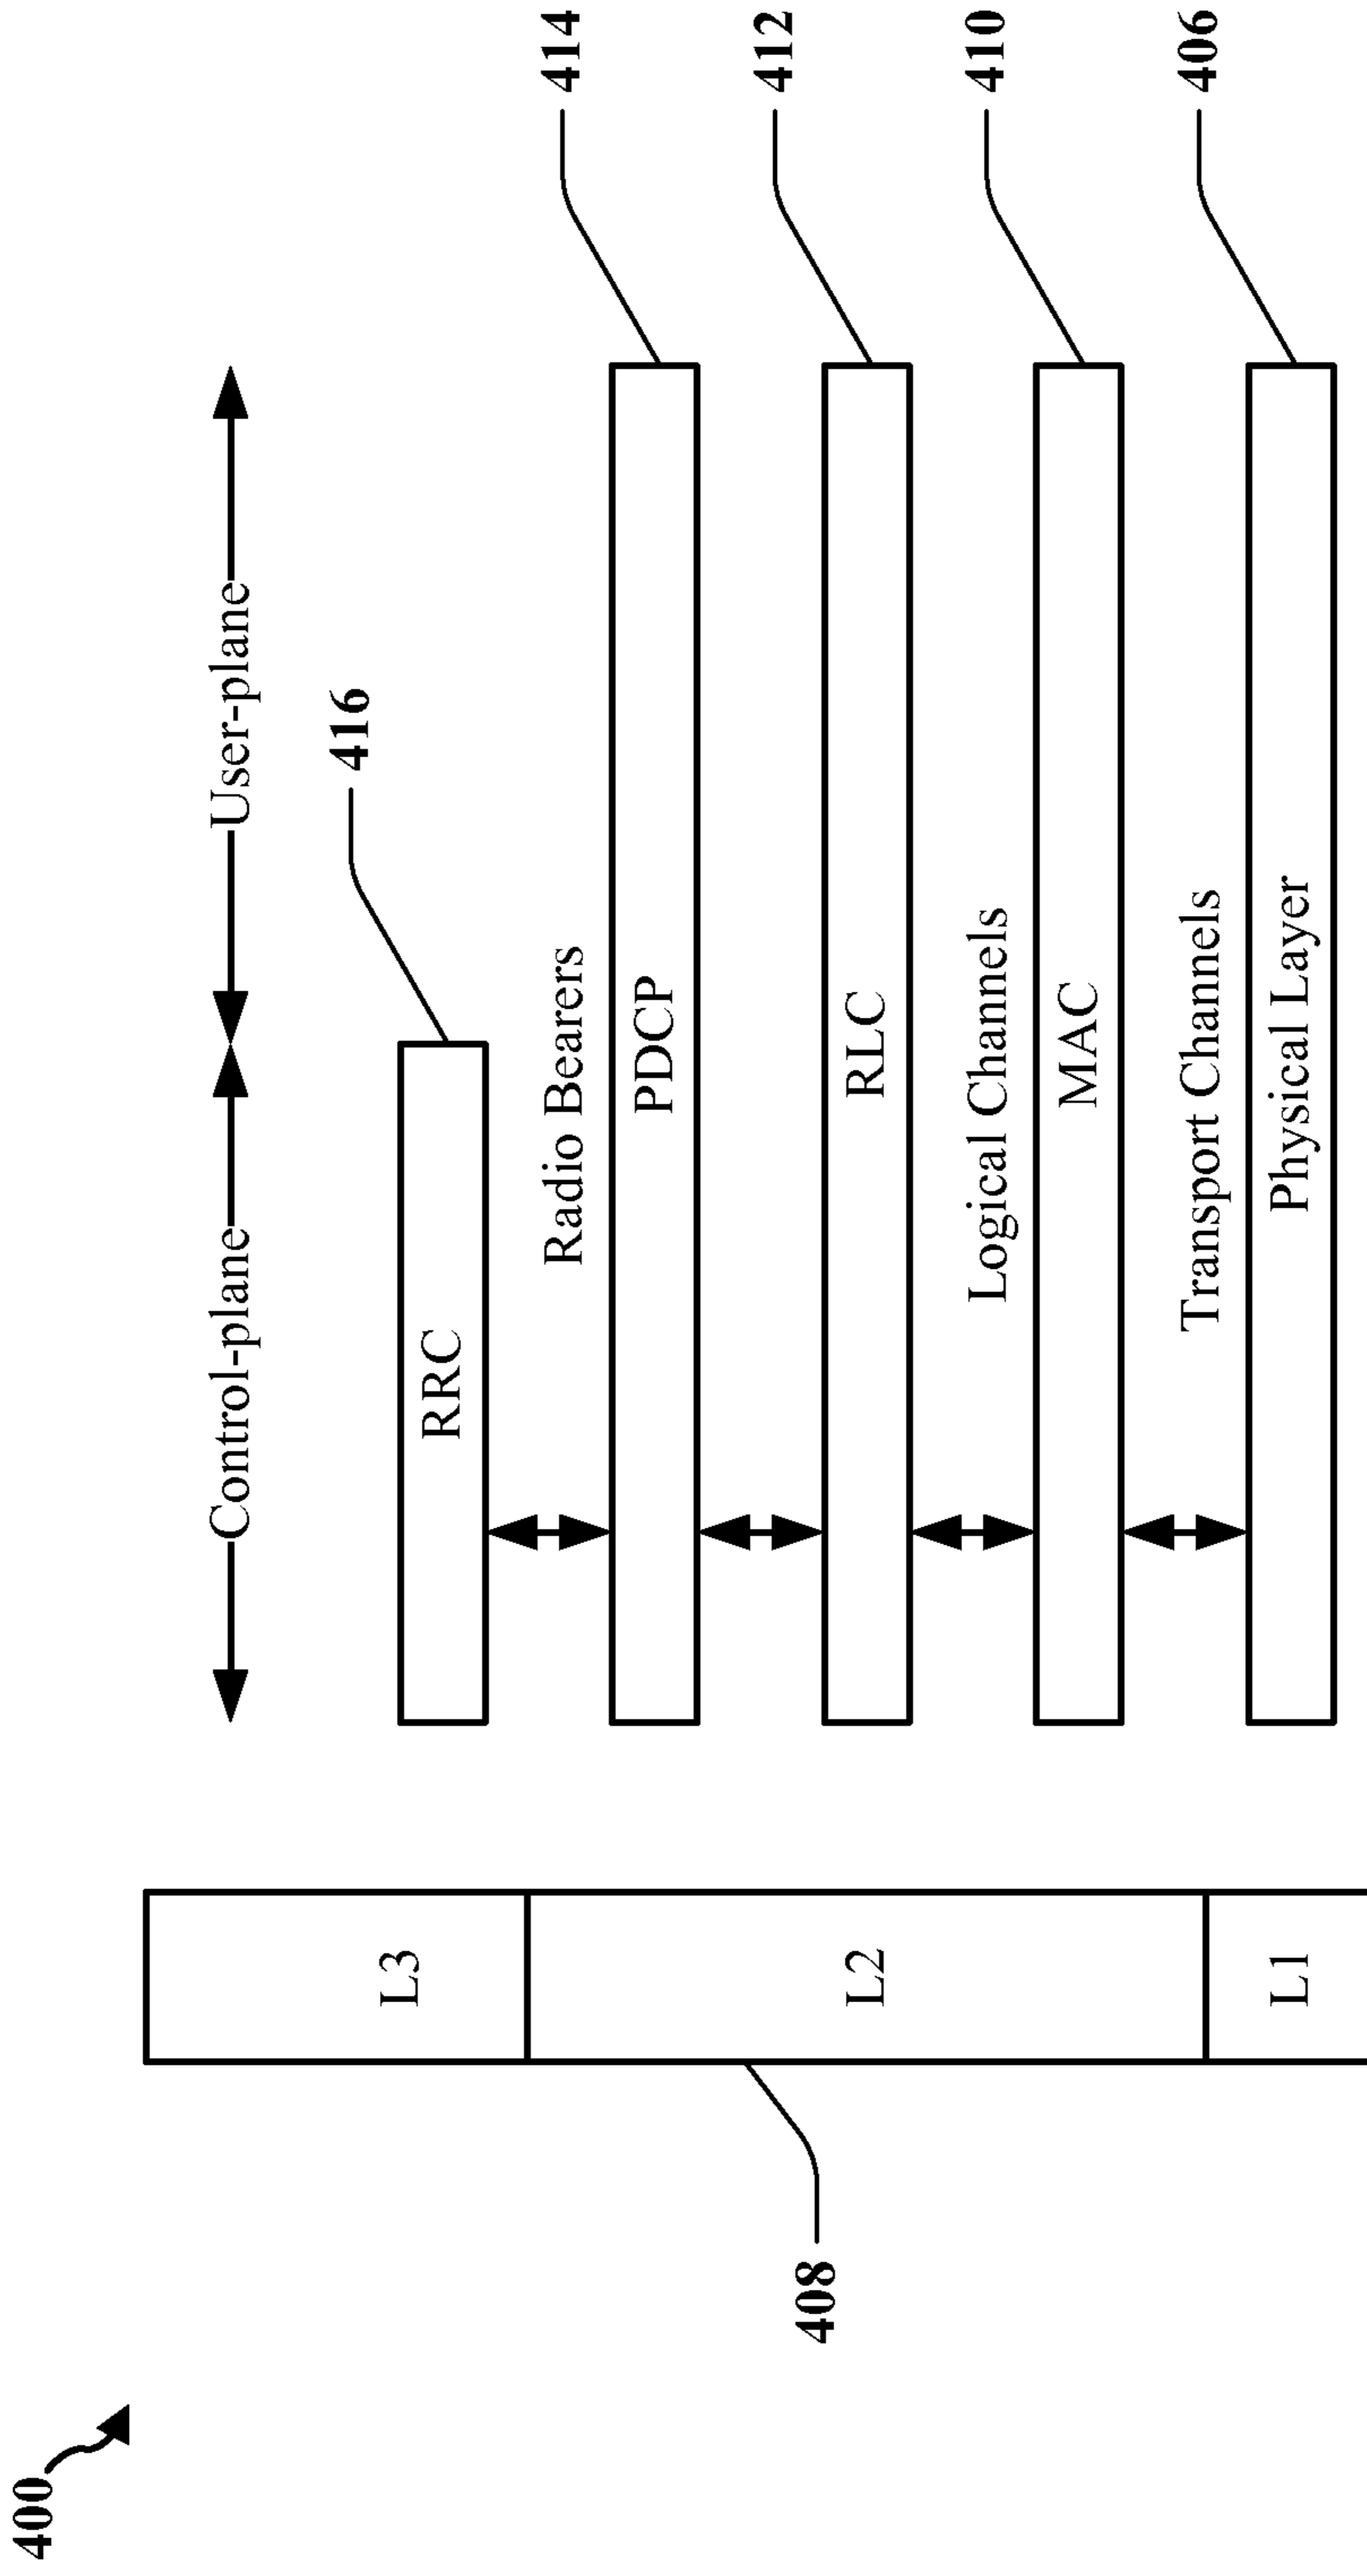 400
Control-plane
User-plane
416
L3
RRC
Radio Bearers
414
PDCP
408
L2
RLC
412
Logical Channels
410
MAC
Transport Channels
406
L1
Physical Layer